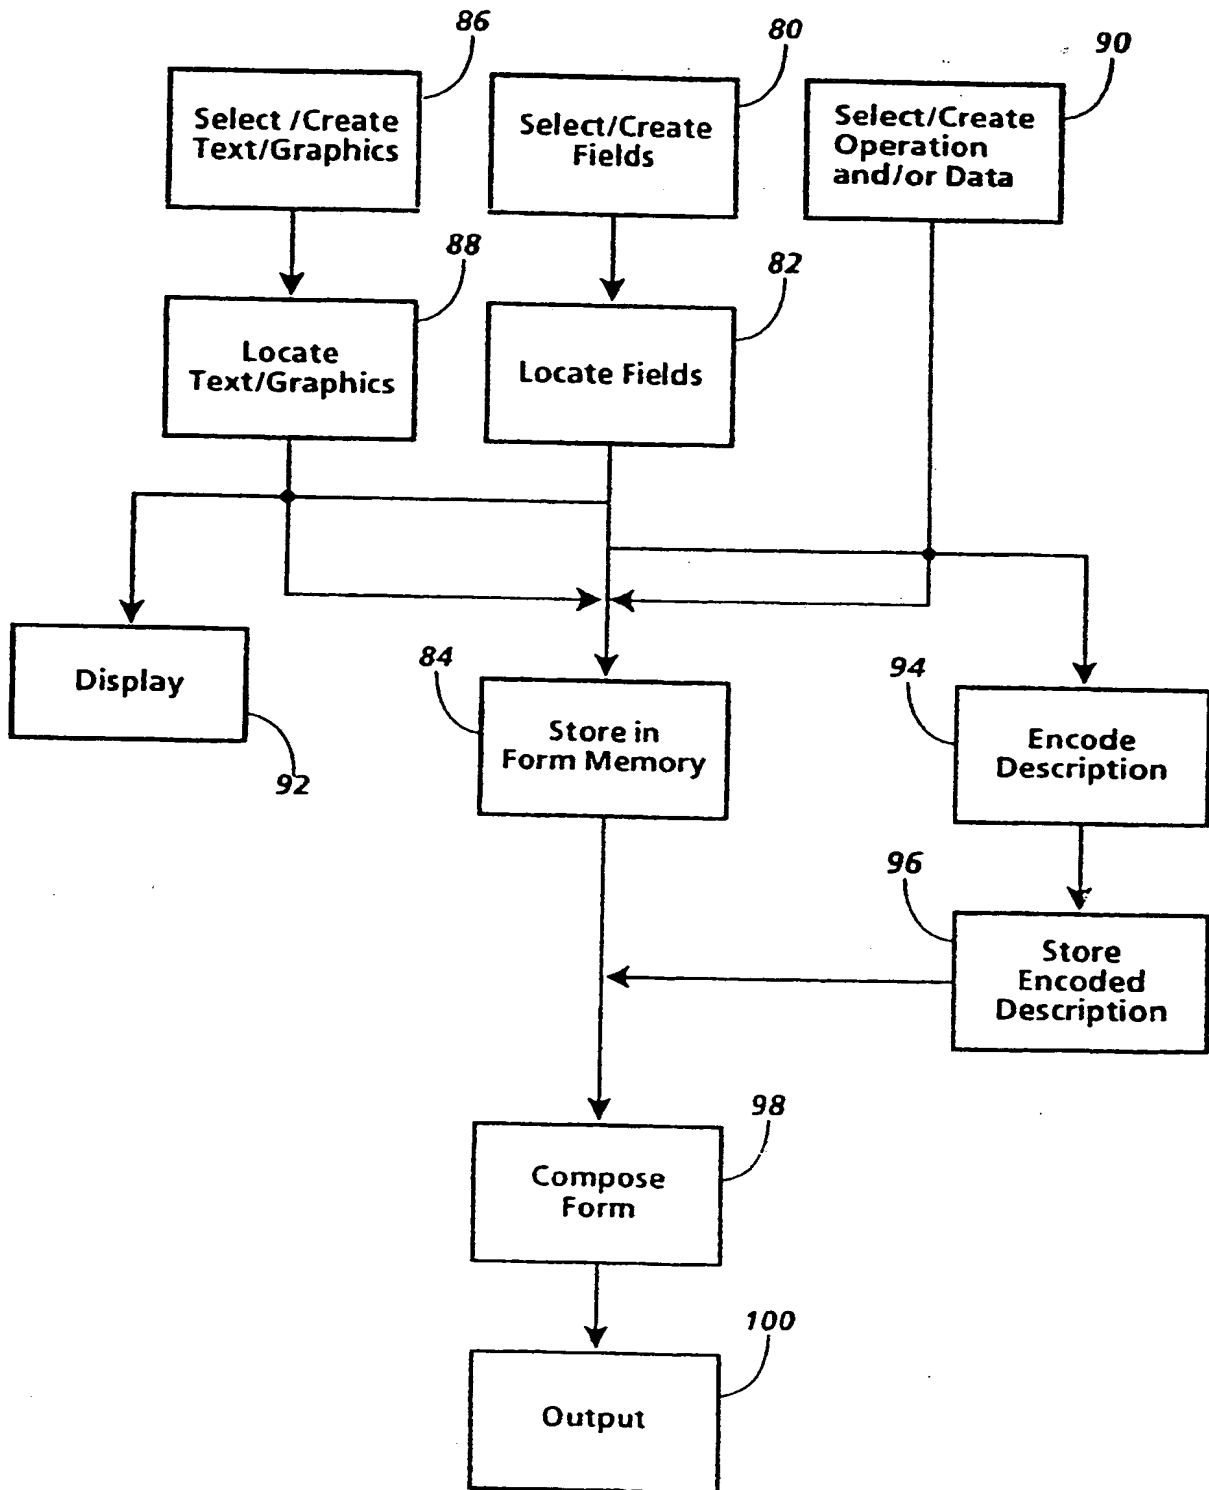 86
80
90
Select /Create
Text/Graphics
Select/Create
Fields
Select/Create
Operation
and/or Data
88
82
Locate
Text/Graphics
Locate Fields
Display
92
84
Store in
Form Memory
94
Encode
Description
96
Store
Encoded
Description
98
Compose
Form
100
Output